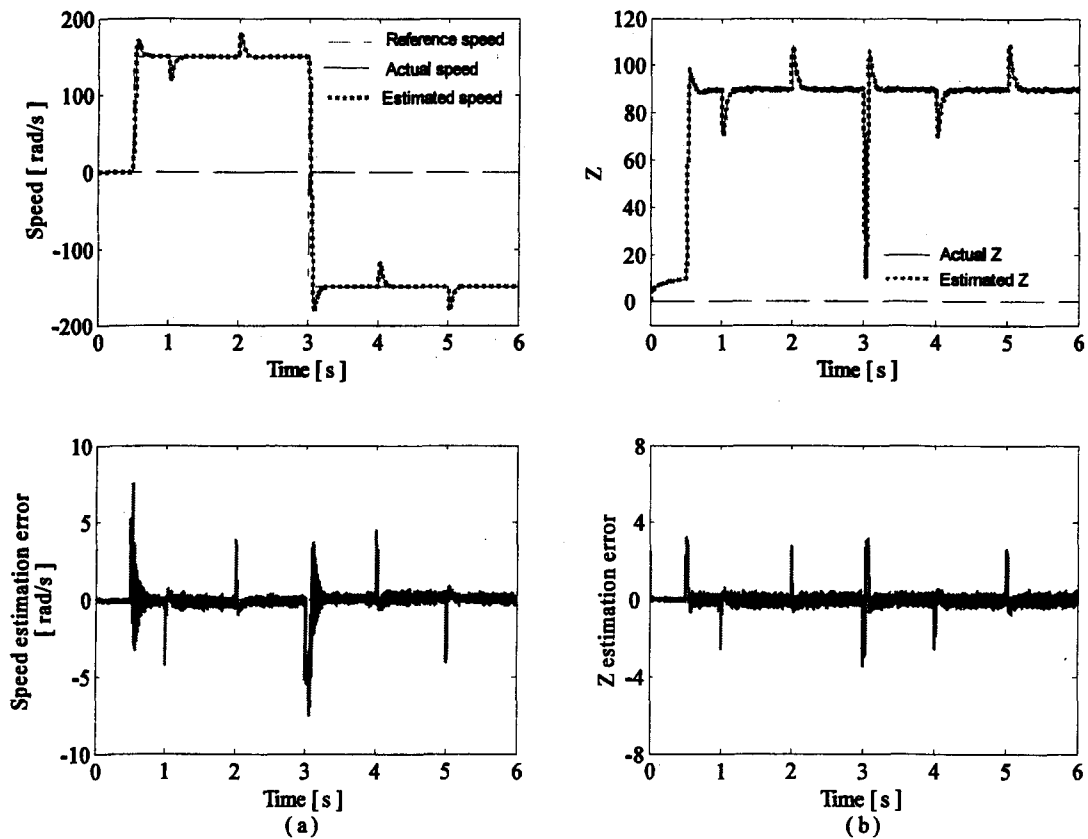 200
100
0
-100
-200
Speed [ rad/s]
Reference speed
Actual speed
Estimated speed
0 1 2 3 4 5 6
Time [ s ]
120
100
80
60
40
20
0
Z
Actual Z
Estimated Z
0 1 2 3 4 5 6
Time [ s ]
10
5
0
-5
-10
Speed estimation error
[ rad/s]
0 1 2 3 4 5 6
Time [ s ]
( a )
8
4
0
-4
-8
Z estimation error
0 1 2 3 4 5 6
Time [ s ]
( b )